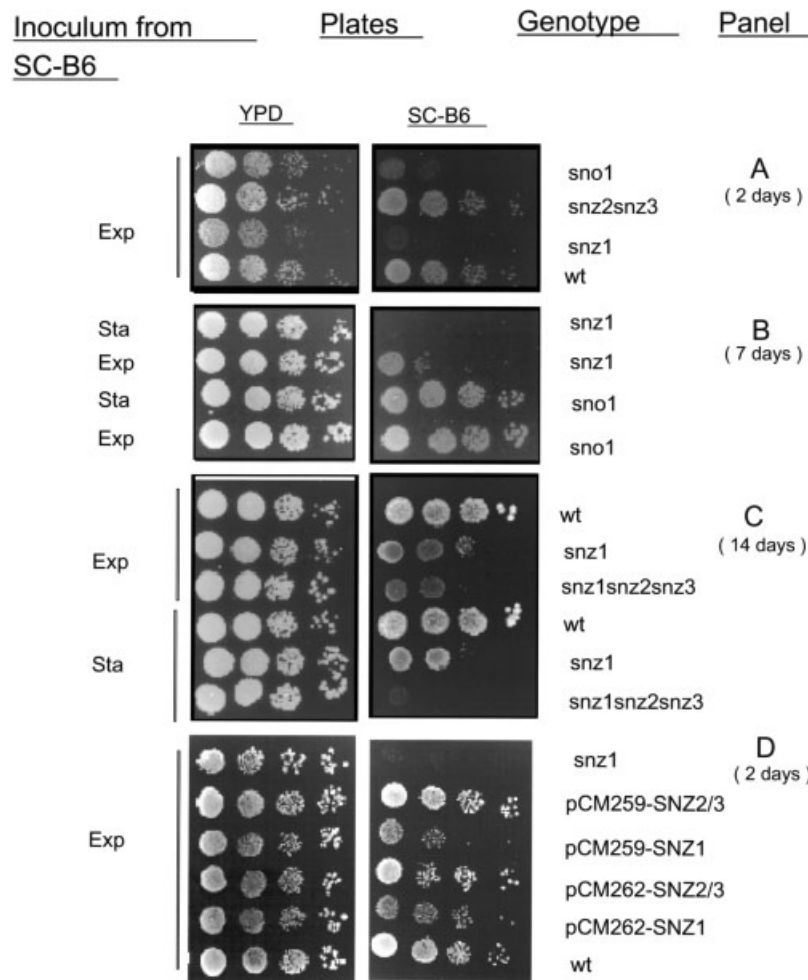 Inoculum from Plates Genotype Panel
SC-B6
YPD SC-B6
sno1 A
snz2snz3 ( 2 days )
Exp snz1
wt
Sta snz1 B
Exp snz1 ( 7 days )
Sta sno1
Exp sno1
wt C
Exp snz1 ( 14 days )
snz1snz2snz3
wt
Sta snz1
snz1snz2snz3
snz1 D
( 2 days )
pCM259-SNZ2/3
Exp pCM259-SNZ1
pCM262-SNZ2/3
pCM262-SNZ1
wt